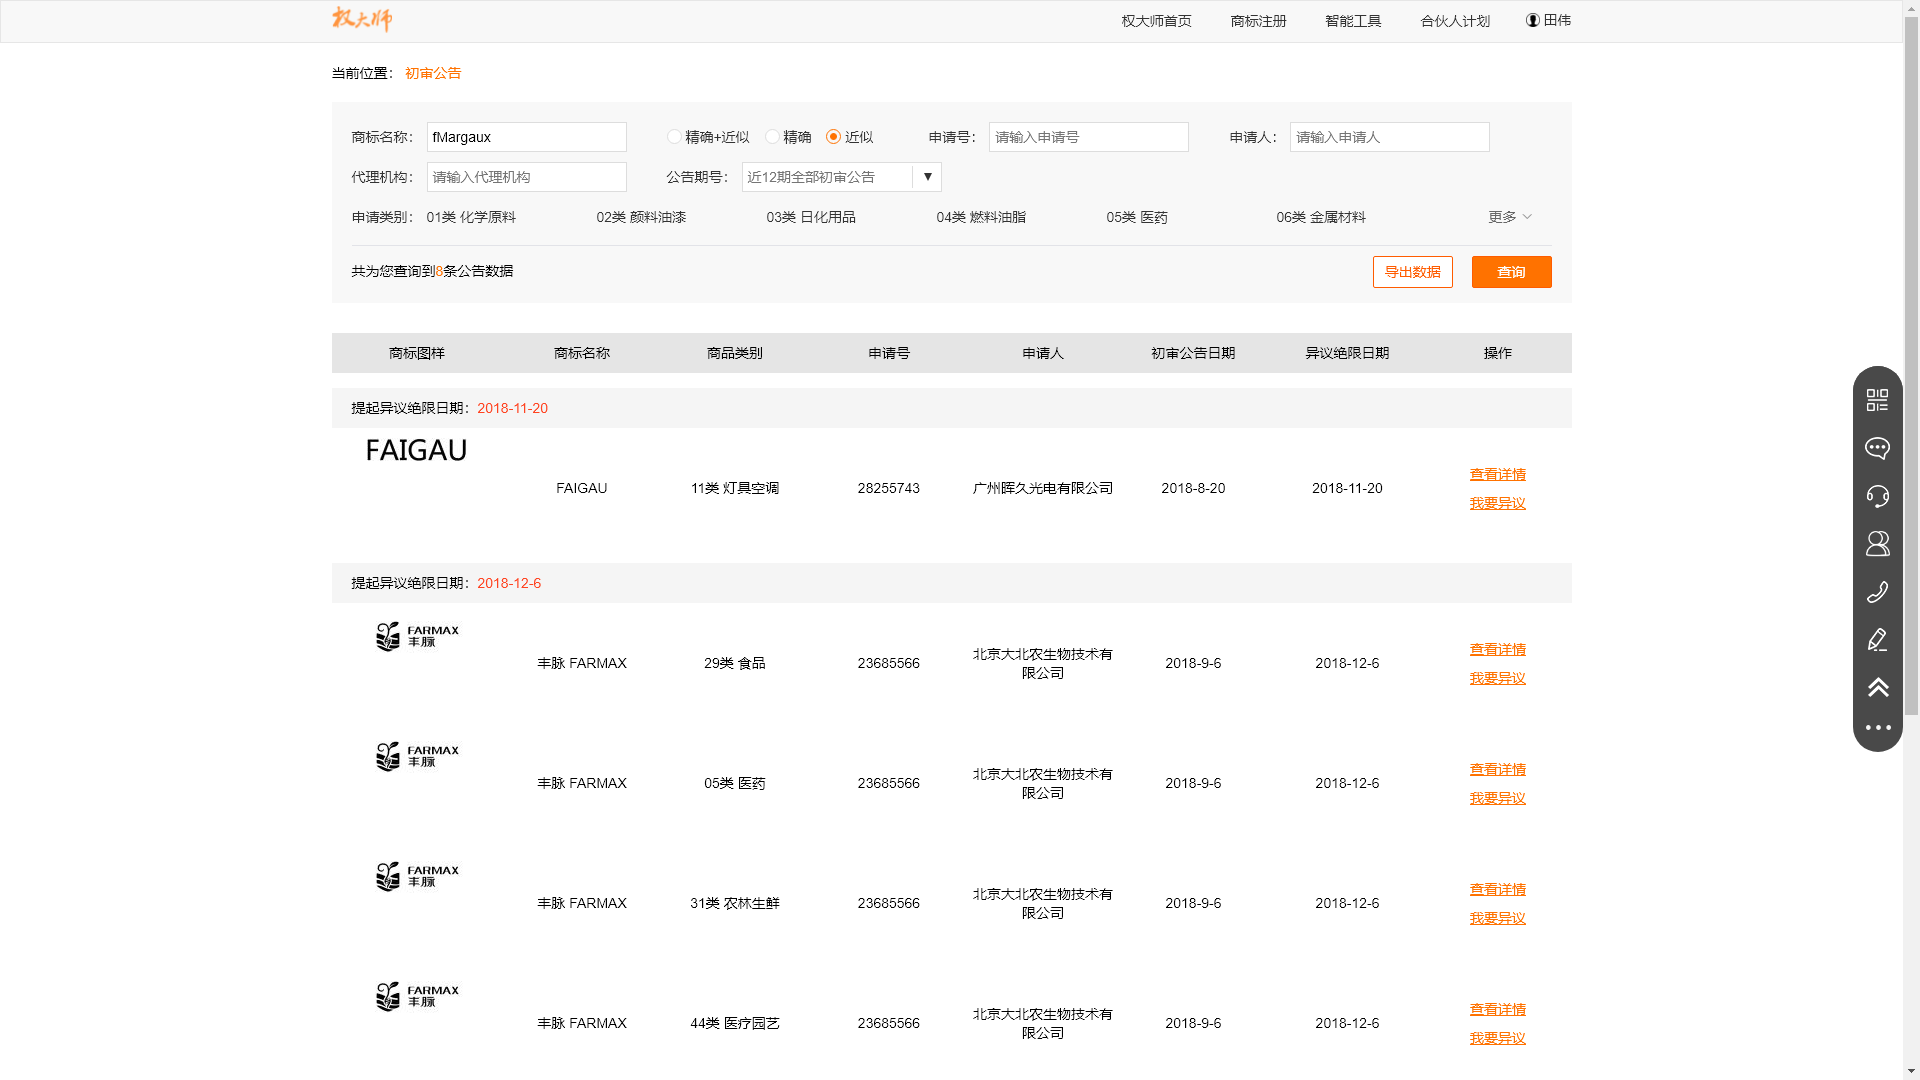 权大师
权大师首页 商标注册 智能工具 合伙人计划 田伟
当前位置： 初审公告
商标名称： fMargaux 精确+近似 精确 近似 申请号： 请输入申请号 申请人： 请输入申请人
代理机构： 请输入代理机构 公告期号： 近12期全部初审公告 ▼
申请类别： 01类 化学原料 02类 颜料油漆 03类 日化用品 04类 燃料油脂 05类 医药 06类 金属材料 更多
共为您查询到8条公告数据 导出数据 查询
商标图样 商标名称 商品类别 申请号 申请人 初审公告日期 异议绝限日期 操作
提起异议绝限日期：2018-11-20
FAIGAU
FAIGAU 11类 灯具空调 28255743 广州晖久光电有限公司 2018-8-20 2018-11-20 查看详情
我要异议
提起异议绝限日期：2018-12-6
FARMAX
丰脉
丰脉 FARMAX 29类 食品 23685566 北京大北农生物技术有
限公司 2018-9-6 2018-12-6 查看详情
我要异议
FARMAX
丰脉
丰脉 FARMAX 05类 医药 23685566 北京大北农生物技术有
限公司 2018-9-6 2018-12-6 查看详情
我要异议
FARMAX
丰脉
丰脉 FARMAX 31类 农林生鲜 23685566 北京大北农生物技术有
限公司 2018-9-6 2018-12-6 查看详情
我要异议
FARMAX
丰脉
丰脉 FARMAX 44类 医疗园艺 23685566 北京大北农生物技术有
限公司 2018-9-6 2018-12-6 查看详情
我要异议